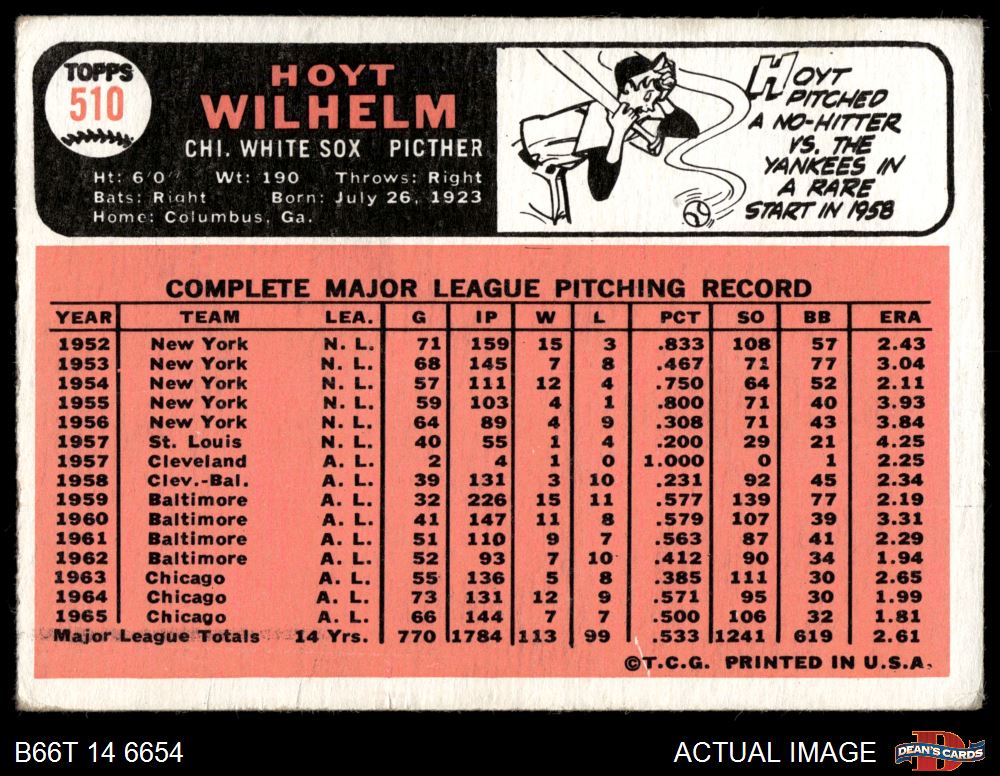 TOPPS
510
HOYT
WILHELM
CHI. WHITE SOX PICTHER
Ht: 6'0" Wt: 190 Throws: Right
Bats: Right Born: July 26, 1923
Home: Columbus, Ga.
HOYT
PITCHED
A NO-HITTER
VS. THE
YANKEES IN
A RARE
START IN 1958
COMPLETE MAJOR LEAGUE PITCHING RECORD
YEAR TEAM LEA. G IP W L PCT SO BB ERA
1952 New York N. L. 71 159 15 3 .833 108 57 2.43
1953 New York N. L. 68 145 7 8 .467 71 77 3.04
1954 New York N. L. 57 111 12 4 .750 64 52 2.11
1955 New York N. L. 59 103 4 1 .800 71 40 3.93
1956 New York N. L. 64 89 4 9 .308 71 43 3.84
1957 St. Louis N. L. 40 55 1 4 .200 29 21 4.25
1957 Cleveland A. L. 2 4 1 0 1.000 0 1 2.25
1958 Clev.-Bal. A. L. 39 131 3 10 .231 92 45 2.34
1959 Baltimore A. L. 32 226 15 11 .577 139 77 2.19
1960 Baltimore A. L. 41 147 11 8 .579 107 39 3.31
1961 Baltimore A. L. 51 110 9 7 .563 87 41 2.29
1962 Baltimore A. L. 52 93 7 10 .412 90 34 1.94
1963 Chicago A. L. 55 136 5 8 .385 111 30 2.65
1964 Chicago A. L. 73 131 12 9 .571 95 30 1.99
1965 Chicago A. L. 66 144 7 7 .500 106 32 1.81
Major League Totals 14 Yrs. 770 1784 113 99 .533 1241 619 2.61
©T.C.G. PRINTED IN U.S.A.
B66T 14 6654 ACTUAL IMAGE DEAN'S CARDS